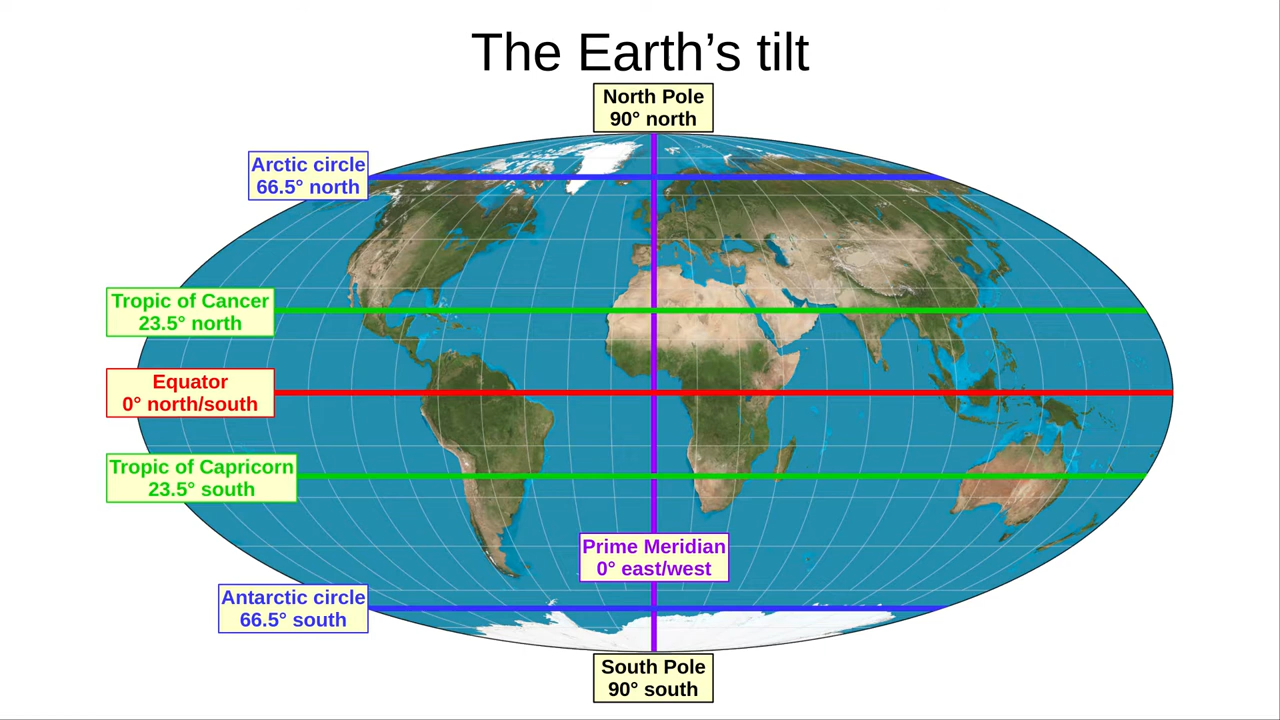 The Earth’s tilt
North Pole
90° north
Arctic circle
66.5° north
Tropic of Cancer
23.5° north
Equator
0° north/south
Tropic of Capricorn
23.5° south
Prime Meridian
0° east/west
Antarctic circle
66.5° south
South Pole
90° south